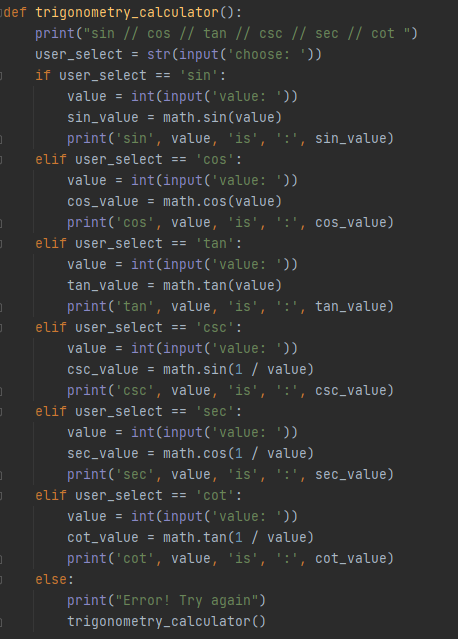 def trigonometry_calculator():
    print("sin // cos // tan // csc // sec // cot ")
    user_select = str(input('choose: '))
    if user_select == 'sin':
        value = int(input('value: '))
        sin_value = math.sin(value)
        print('sin', value, 'is', ':', sin_value)
    elif user_select == 'cos':
        value = int(input('value: '))
        cos_value = math.cos(value)
        print('cos', value, 'is', ':', cos_value)
    elif user_select == 'tan':
        value = int(input('value: '))
        tan_value = math.tan(value)
        print('tan', value, 'is', ':', tan_value)
    elif user_select == 'csc':
        value = int(input('value: '))
        csc_value = math.sin(1 / value)
        print('csc', value, 'is', ':', csc_value)
    elif user_select == 'sec':
        value = int(input('value: '))
        sec_value = math.cos(1 / value)
        print('sec', value, 'is', ':', sec_value)
    elif user_select == 'cot':
        value = int(input('value: '))
        cot_value = math.tan(1 / value)
        print('cot', value, 'is', ':', cot_value)
    else:
        print("Error! Try again")
        trigonometry_calculator()